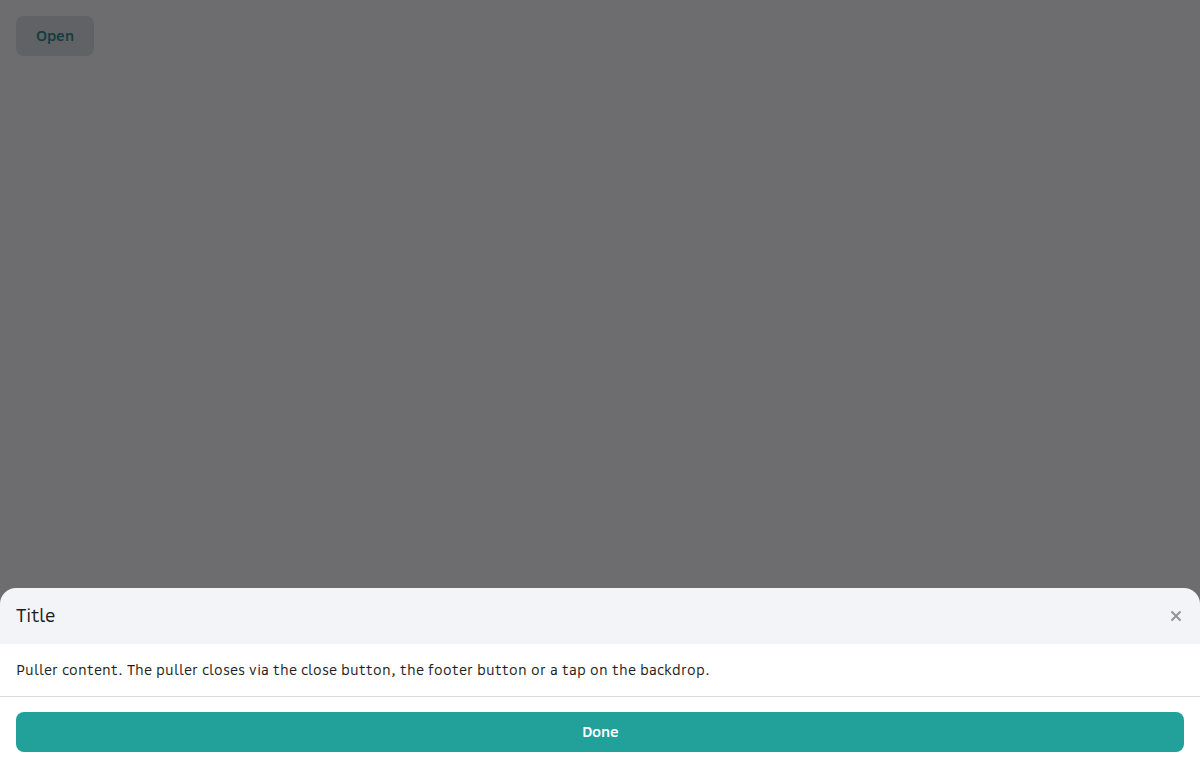 Open
Title
Puller content. The puller closes via the close button, the footer button or a tap on the backdrop.
Done